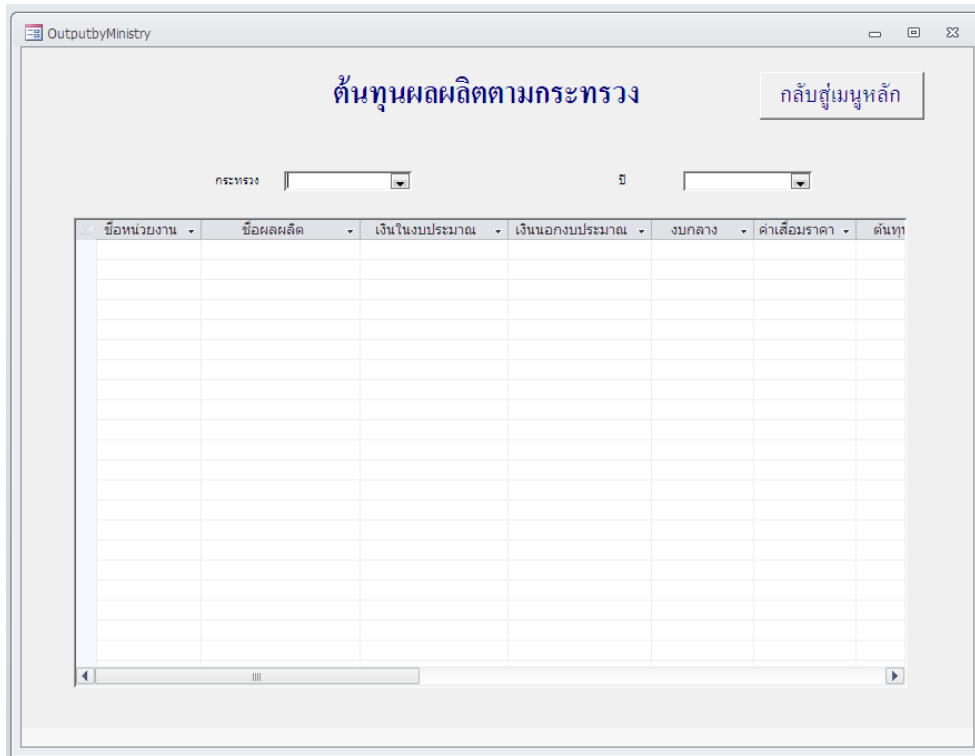 OutputbyMinistry
ต้นทุนผลผลิตตามกระทรวง
กลับสู่เมนูหลัก
กระทรวง
ปี
ชื่อหน่วยงาน ชื่อผลผลิต เงินในงบประมาณ เงินนอกงบประมาณ งบกลาง ค่าเสื่อมราคา ต้นทุ